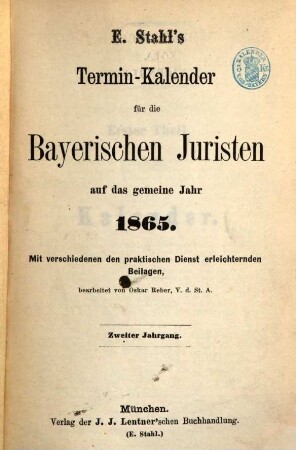 E. Stahl's
Termin-Kalender
für die
Bayerischen Juristen
auf das gemeine Jahr
1865.
Mit verschiedenen den praktischen Dienst erleichternden
Beilagen,
bearbeitet von Oskar Reber, V. d. St. A.
Zweiter Jahrgang.
München.
Verlag der J. J. Lentner'schen Buchhandlung.
(E. Stahl.)